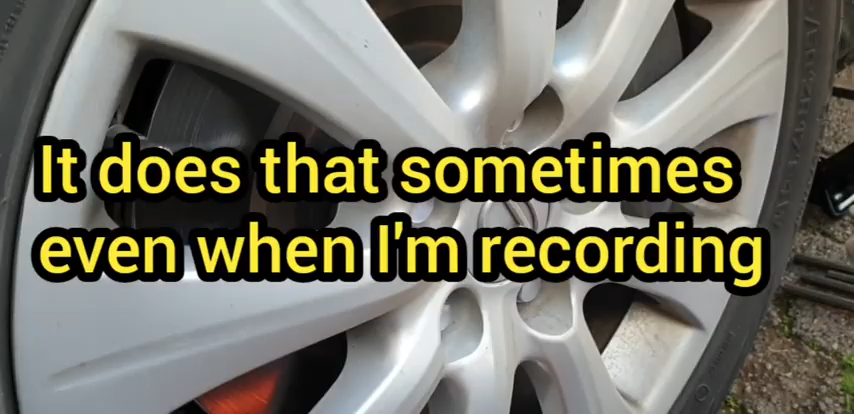 It does that sometimes
even when I'm recording